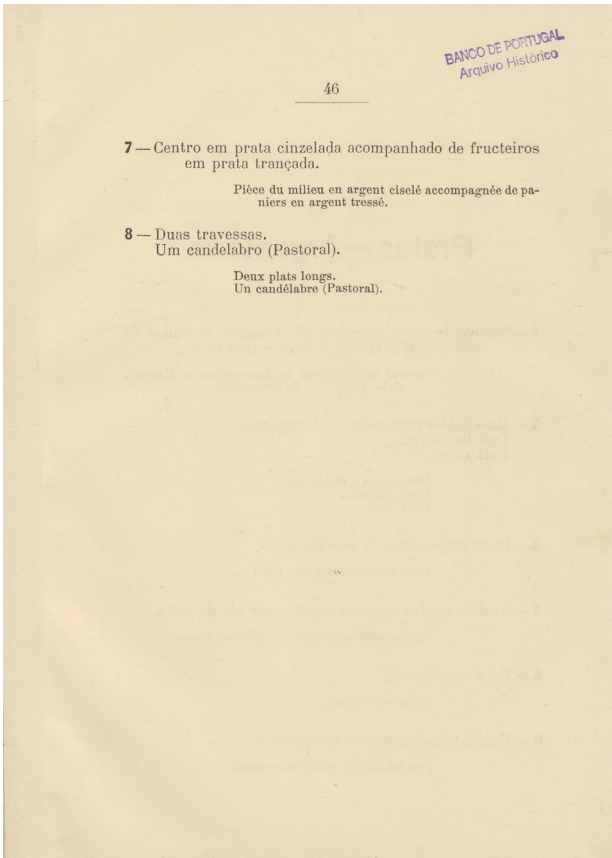 BANCO DE PORTUGAL
Arquivo Histórico
46
7 — Centro em prata cinzelada acompanhado de fructeiros
em prata trançada.
Pièce du milieu en argent ciselé accompagnée de pa-
niers en argent tressé.
8 — Duas travessas.
Um candelabro (Pastoral).
Deux plats longs.
Un candélabre (Pastoral).